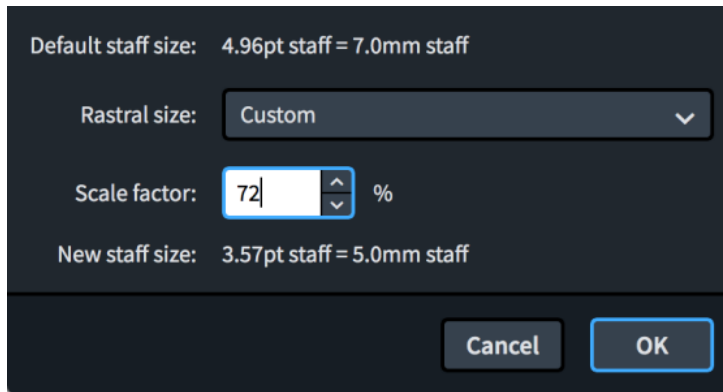 Default staff size: 4.96pt staff = 7.0mm staff
Rastral size: Custom
Scale factor: 72 %
New staff size: 3.57pt staff = 5.0mm staff
Cancel OK